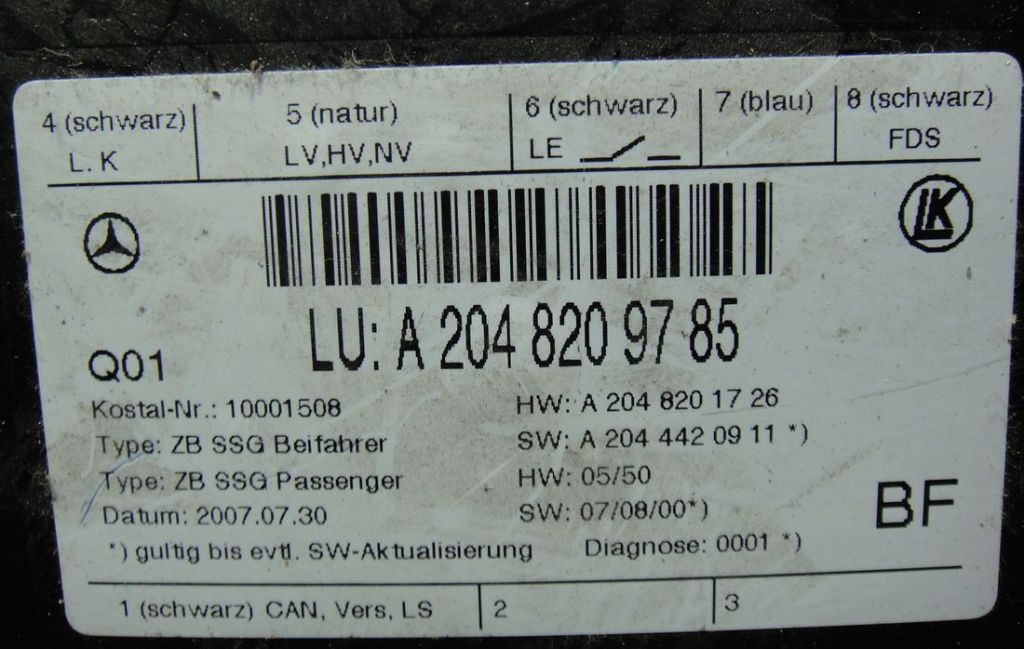 4 (schwarz) 5 (natur) 6 (schwarz) 7 (blau) 8 (schwarz)
L. K LV,HV,NV LE FDS
LK
LU: A 204 820 97 85
Q01
Kostal-Nr.: 10001508 HW: A 204 820 17 26
Type: ZB SSG Beifahrer SW: A 204 442 09 11 *)
Type: ZB SSG Passenger HW: 05/50
Datum: 2007.07.30 SW: 07/08/00*)
BF
*) gultig bis evtl. SW-Aktualisierung Diagnose: 0001 *)
1 (schwarz) CAN, Vers, LS 2 3